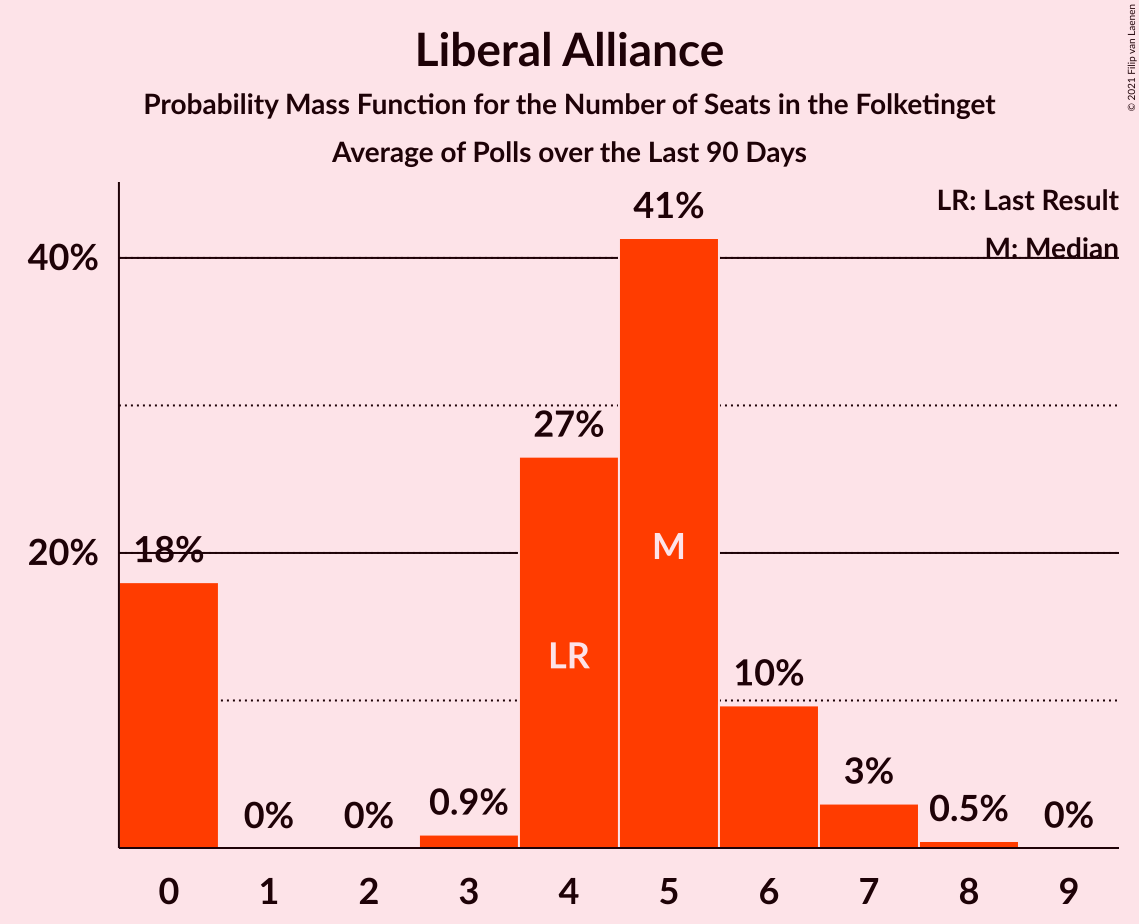 Liberal Alliance
Probability Mass Function for the Number of Seats in the Folketinget
Average of Polls over the Last 90 Days
© 2021 Filip van Laenen
LR: Last Result
M: Median
40%
20%
18%
0%
0%
0.9%
27%
41%
10%
3%
0.5%
0%
LR
M
0 1 2 3 4 5 6 7 8 9